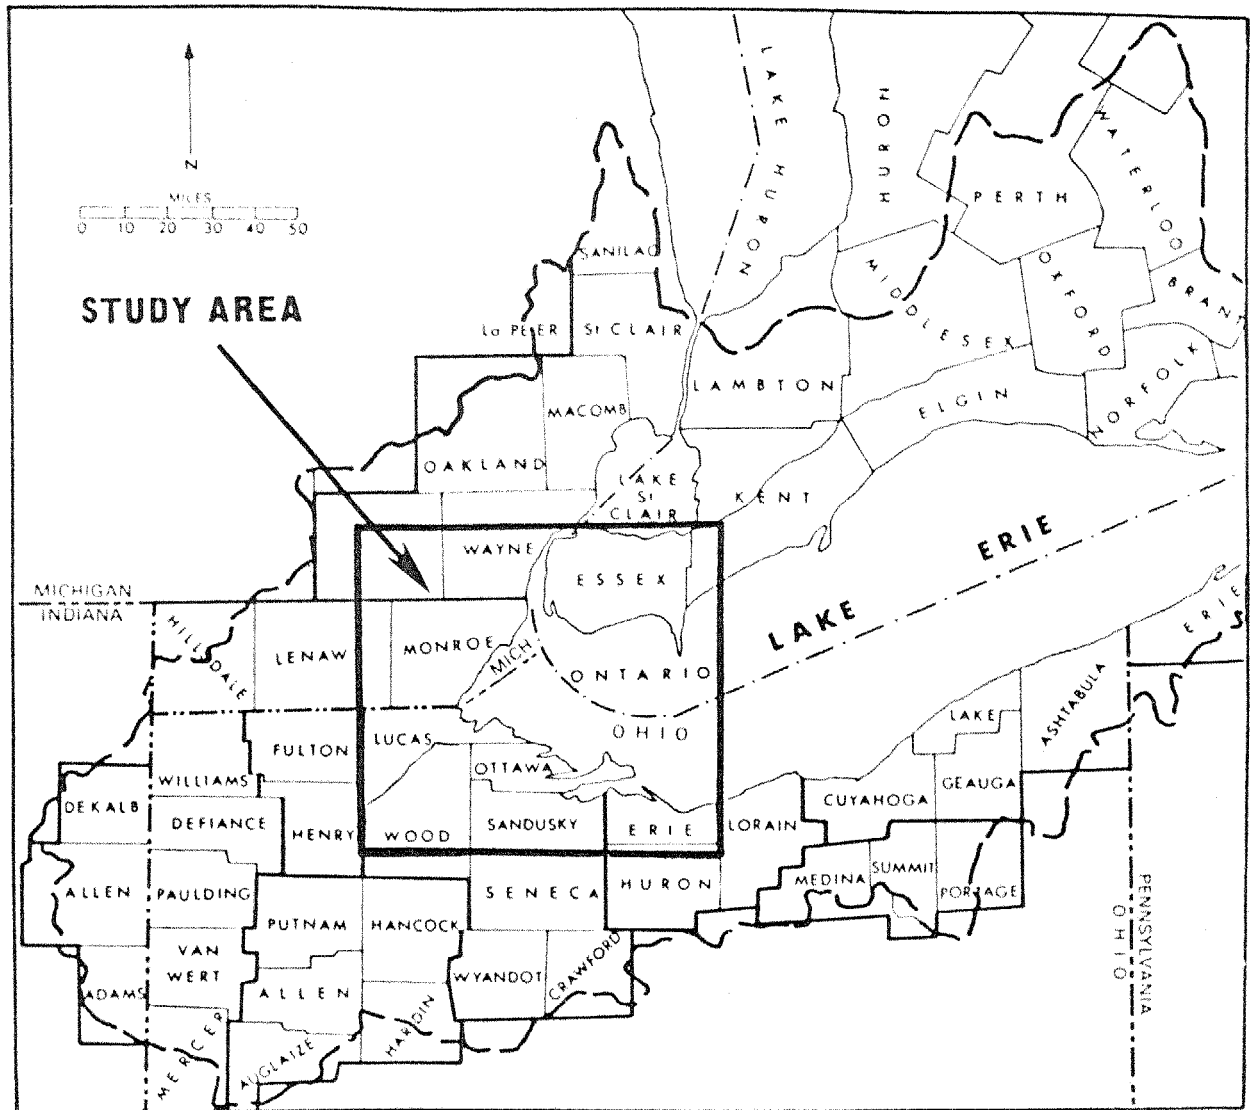 LAKE HURON
HURON
WATERLOO
PERTH
N
MILES
0 10 20 30 40 50
SANILAC
MIDDLESEX
OXFORD
BRANT
STUDY AREA
La PEER
St CLAIR
LAMBTON
ELGIN
NORFOLK
MACOMB
OAKLAND
LAKE
St
CLAIR
KENT
WAYNE
ESSEX
LAKE ERIE
MICHIGAN
INDIANA
HILLSDALE
LENAW
MONROE
MICH
ONTARIO
OHIO
ERIE
ASHTABULA
LAKE
LUCAS
FULTON
OTTAWA
WILLIAMS
GEAUGA
DEKALB
DEFIANCE
HENRY
WOOD
SANDUSKY
ERIE
LORAIN
CUYAHOGA
ALLEN
PAULDING
PUTNAM
HANCOCK
SENECA
HURON
MEDINA
SUMMIT
PORTAGE
PENNSYLVANIA
OHIO
VAN
WERT
ADAMS
ALLEN
WYANDOT
CRAWFORD
HARDIN
MERCER
AUGLAIZE